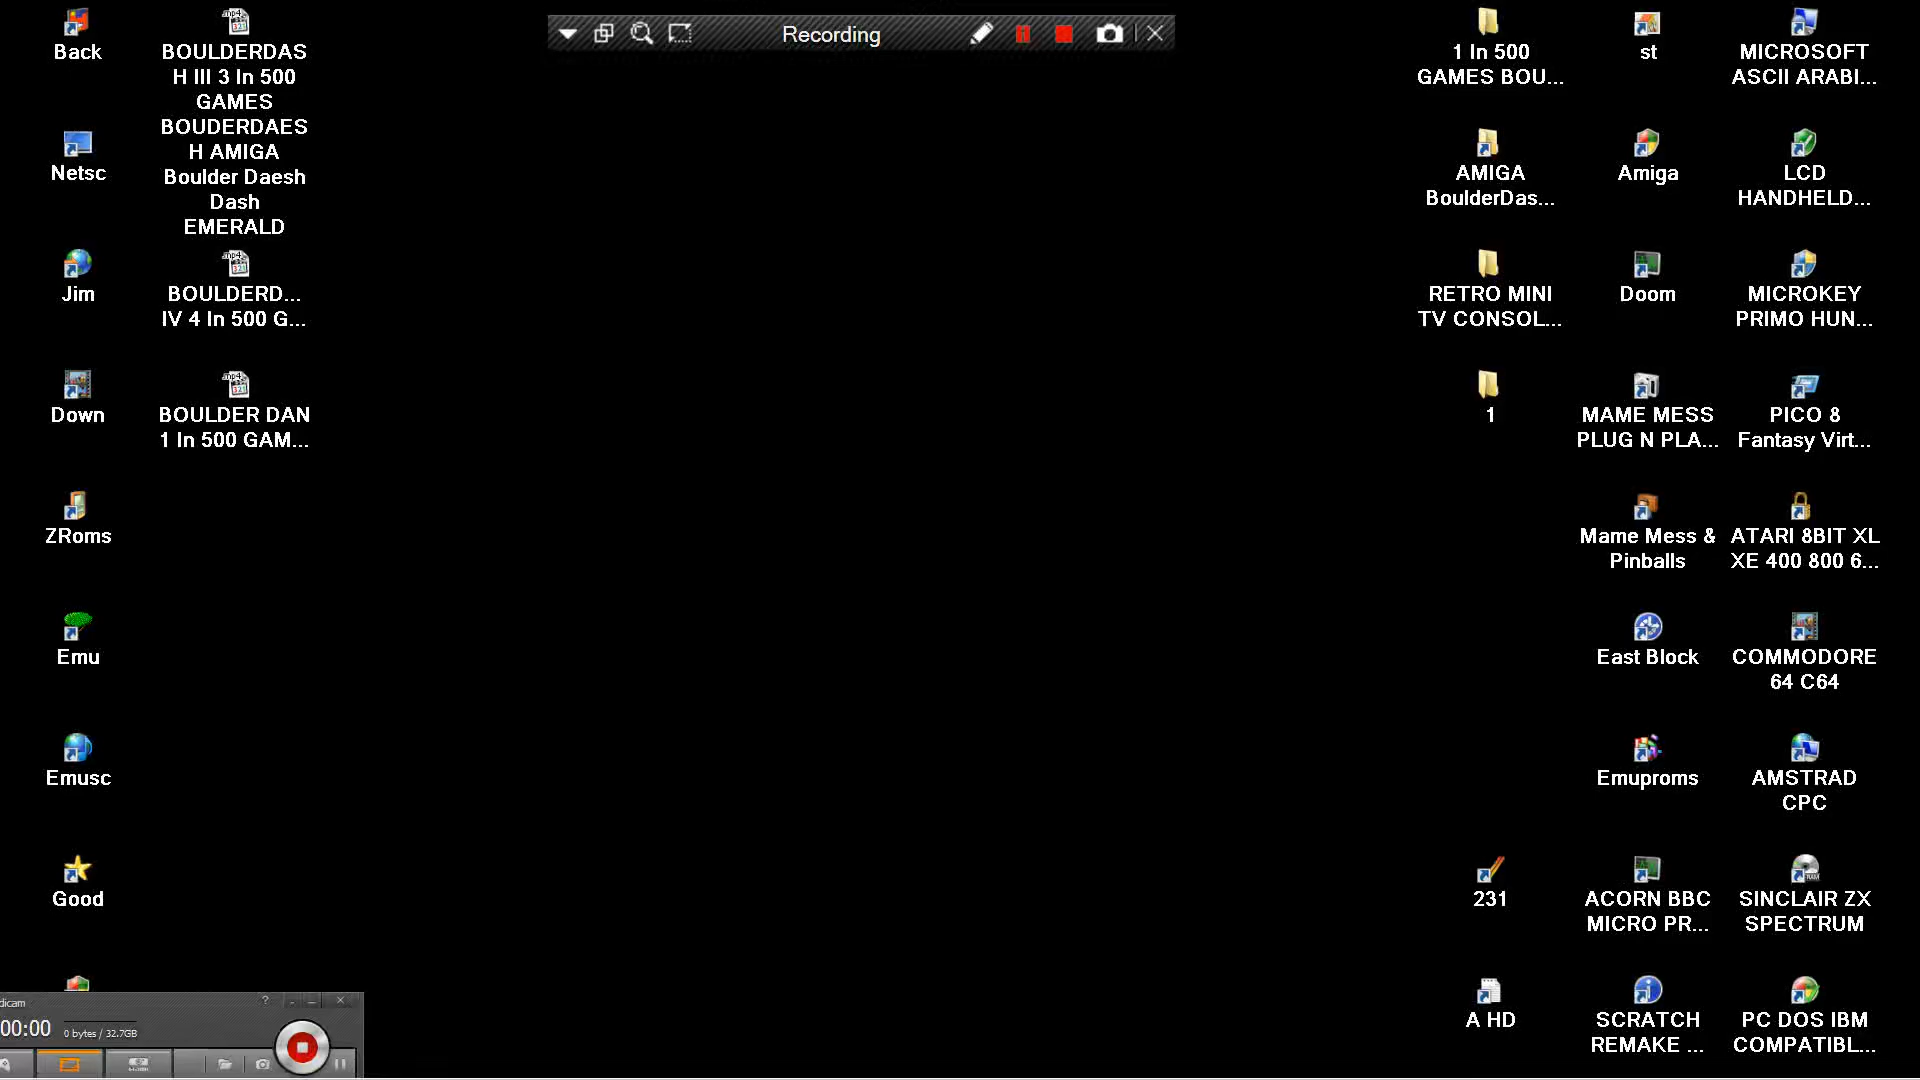 Back
BOULDERDAS
H III 3 In 500
GAMES
BOUDERDAES
H AMIGA
Boulder Daesh
Dash
EMERALD
Netsc
Jim
BOULDERD...
IV 4 In 500 G...
Down
BOULDER DAN
1 In 500 GAM...
ZRoms
Emu
Emusc
Good
dicam
00:00
0 bytes / 32.7GB
Recording
1 In 500
GAMES BOU...
st
MICROSOFT
ASCII ARABI...
AMIGA
BoulderDas...
Amiga
LCD
HANDHELD...
RETRO MINI
TV CONSOL...
Doom
MICROKEY
PRIMO HUN...
1
MAME MESS
PLUG N PLA...
PICO 8
Fantasy Virt...
Mame Mess &
Pinballs
ATARI 8BIT XL
XE 400 800 6...
East Block
COMMODORE
64 C64
Emuproms
AMSTRAD
CPC
231
ACORN BBC
MICRO PR...
SINCLAIR ZX
SPECTRUM
A HD
SCRATCH
REMAKE ...
PC DOS IBM
COMPATIBL...